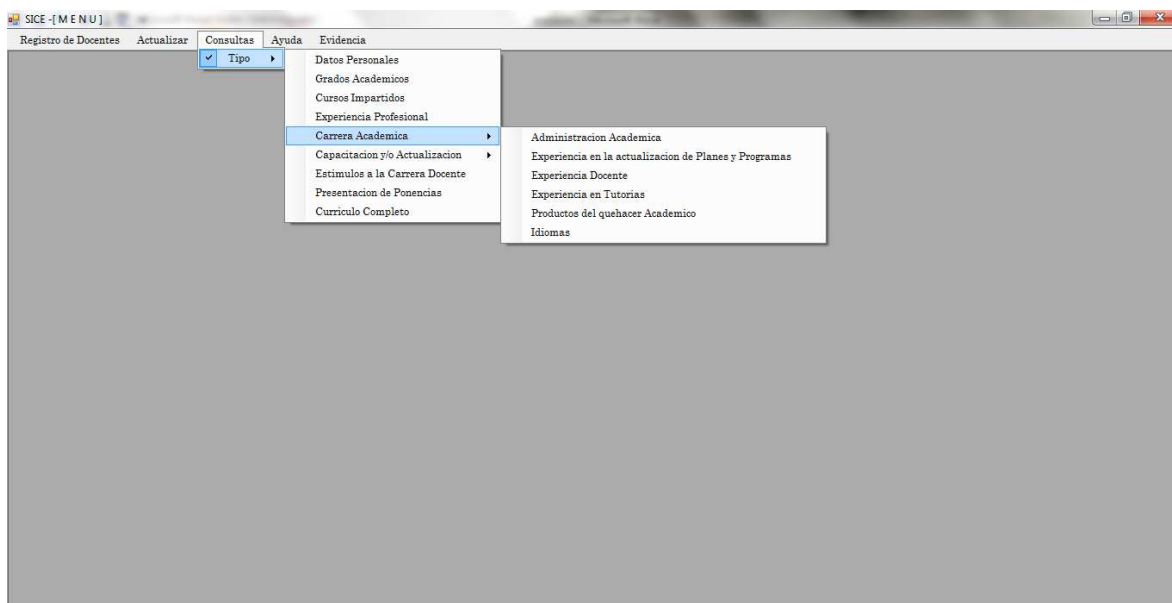 SICE -[ M E N U ]
Registro de Docentes Actualizar Consultas Ayuda Evidencia
Tipo
Datos Personales
Grados Academicos
Cursos Impartidos
Experiencia Profesional
Carrera Academica
Capacitacion y/o Actualizacion
Estimulos a la Carrera Docente
Presentacion de Ponencias
Curriculo Completo
Administracion Academica
Experiencia en la actualizacion de Planes y Programas
Experiencia Docente
Experiencia en Tutorias
Productos del quehacer Academico
Idiomas